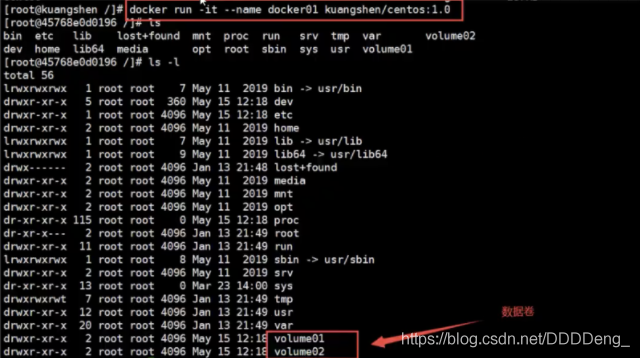 [root@kuangshen /]# docker run -it --name docker01 kuangshen/centos:1.0
[root@45768e0d0196 /]# ls
bin etc lib lost+found mnt proc run srv tmp var volume02
dev home lib64 media opt root sbin sys usr volume01
[root@45768e0d0196 /]# ls -l
total 56
lrwxrwxrwx 1 root root 7 May 11 2019 bin -> usr/bin
drwxr-xr-x 5 root root 360 May 15 12:18 dev
drwxr-xr-x 1 root root 4096 May 15 12:18 etc
drwxr-xr-x 2 root root 4096 May 11 2019 home
lrwxrwxrwx 1 root root 7 May 11 2019 lib -> usr/lib
lrwxrwxrwx 1 root root 9 May 11 2019 lib64 -> usr/lib64
drwx------ 2 root root 4096 Jan 13 21:48 lost+found
drwxr-xr-x 2 root root 4096 May 11 2019 media
drwxr-xr-x 2 root root 4096 May 11 2019 mnt
drwxr-xr-x 2 root root 4096 May 11 2019 opt
dr-xr-xr-x 115 root root 0 May 15 12:18 proc
dr-xr-x--- 2 root root 4096 Jan 13 21:49 root
drwxr-xr-x 11 root root 4096 Jan 13 21:49 run
lrwxrwxrwx 1 root root 8 May 11 2019 sbin -> usr/sbin
drwxr-xr-x 2 root root 4096 May 11 2019 srv
dr-xr-xr-x 13 root root 0 Mar 23 14:00 sys
drwxrwxrwt 7 root root 4096 Jan 13 21:49 tmp
drwxr-xr-x 12 root root 4096 Jan 13 21:49 usr
drwxr-xr-x 20 root root 4096 Jan 13 21:49 var
数据卷
drwxr-xr-x 2 root root 4096 May 15 12:18 volume01
drwxr-xr-x 2 root root 4096 May 15 12:18 volume02
https://blog.csdn.net/DDDDeng_